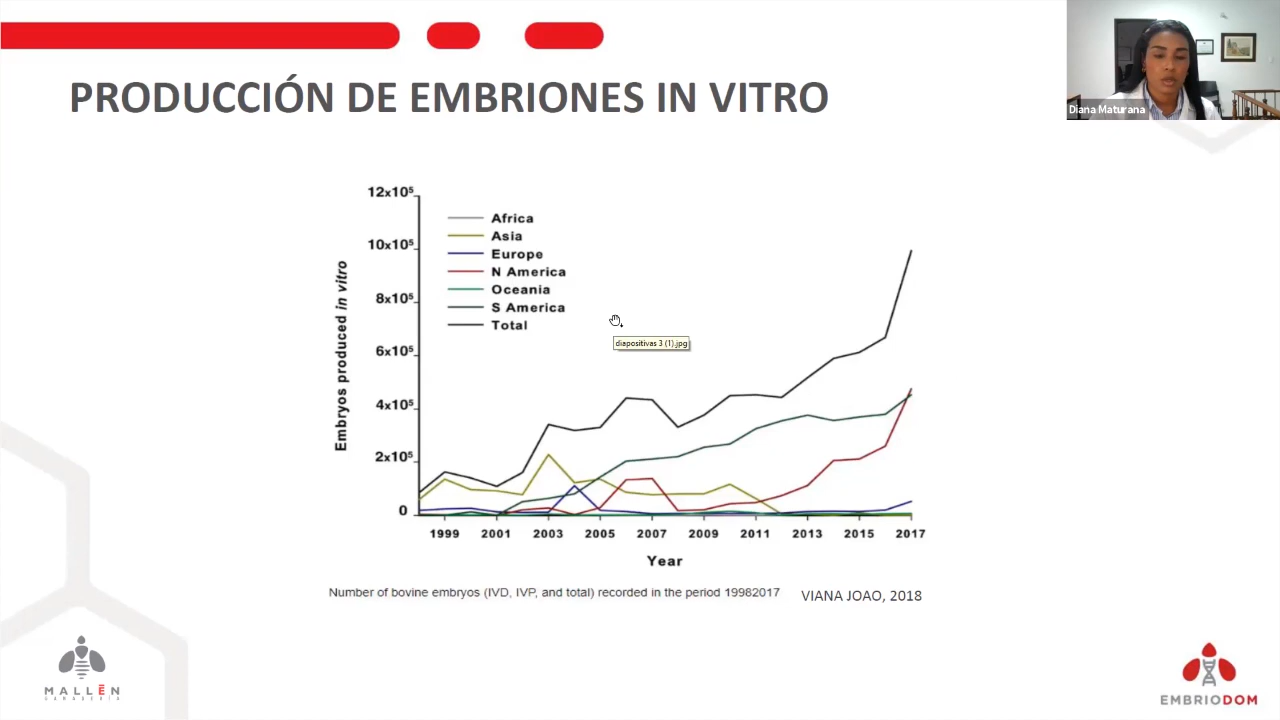 PRODUCCIÓN DE EMBRIONES IN VITRO
Diana Maturana
Embryos produced in vitro
12x10⁵
10x10⁵
8x10⁵
6x10⁵
4x10⁵
2x10⁵
0
Africa
Asia
Europe
N America
Oceania
S America
Total
diapositivas 3 (1).jpg
1999 2001 2003 2005 2007 2009 2011 2013 2015 2017
Year
Number of bovine embryos (IVD, IVP, and total) recorded in the period 19982017
VIANA JOAO, 2018
MALLĒN
GANADERÍA
EMBRIODOM